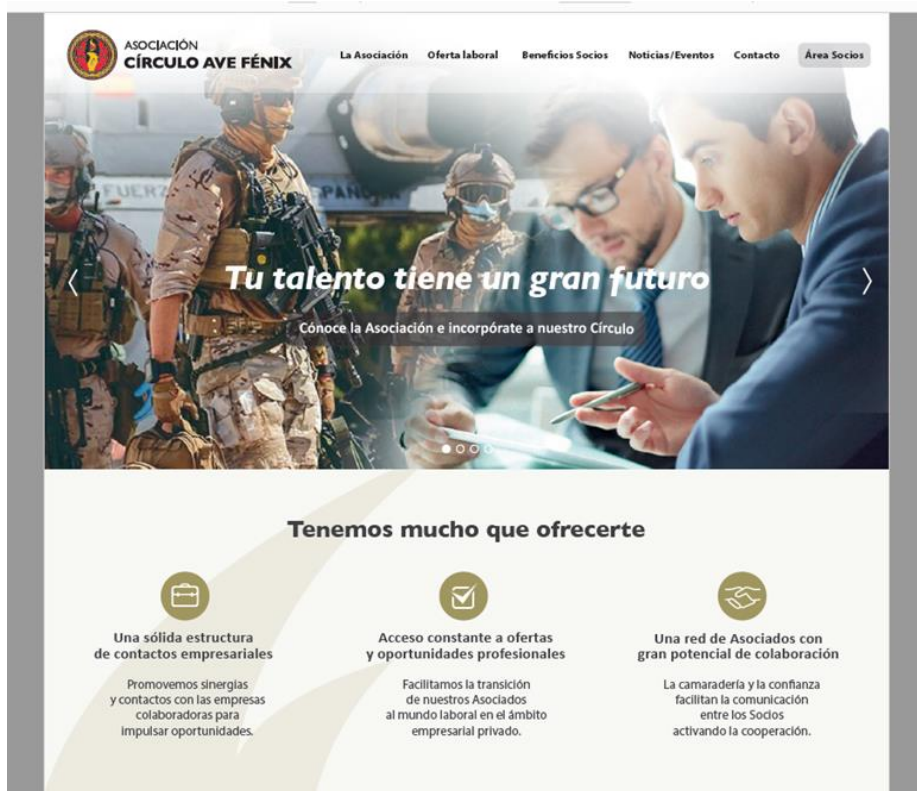 ASOCIACIÓN
CÍRCULO AVE FÉNIX
La Asociación Oferta laboral Beneficios Socios Noticias/Eventos Contacto Área Socios
FUERZ
Tu talento tiene un gran futuro
Cónoce la Asociación e incorpórate a nuestro Círculo
Tenemos mucho que ofrecerte
Una sólida estructura
de contactos empresariales
Promovemos sinergias
y contactos con las empresas
colaboradoras para
impulsar oportunidades.
Acceso constante a ofertas
y oportunidades profesionales
Facilitamos la transición
de nuestros Asociados
al mundo laboral en el ámbito
empresarial privado.
Una red de Asociados con
gran potencial de colaboración
La camaradería y la confianza
facilitan la comunicación
entre los Socios
activando la cooperación.